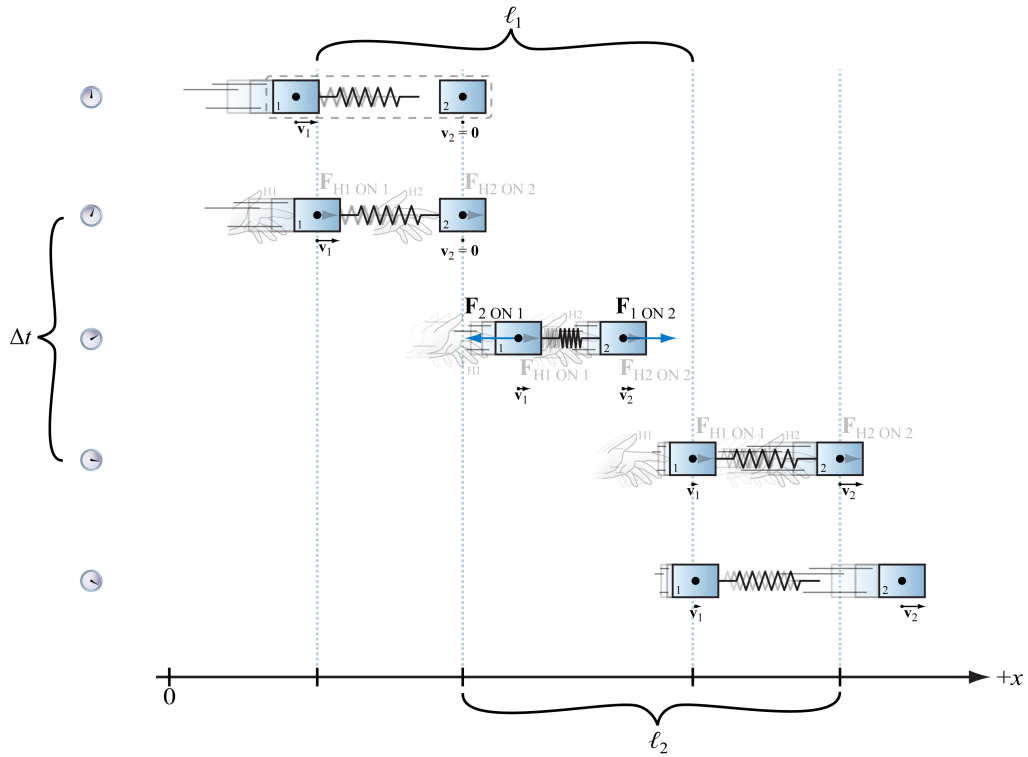 ℓ1
1
2
v1
v2 = 0
H1
FH1 ON 1
H2
FH2 ON 2
1
2
v1
v2 = 0
Δt
F2 ON 1
H2
F1 ON 2
1
2
H1
FH1 ON 1
FH2 ON 2
v1
v2
H1
FH1 ON 1
H2
FH2 ON 2
1
2
v1
v2
1
2
v1
v2
0
+x
ℓ2